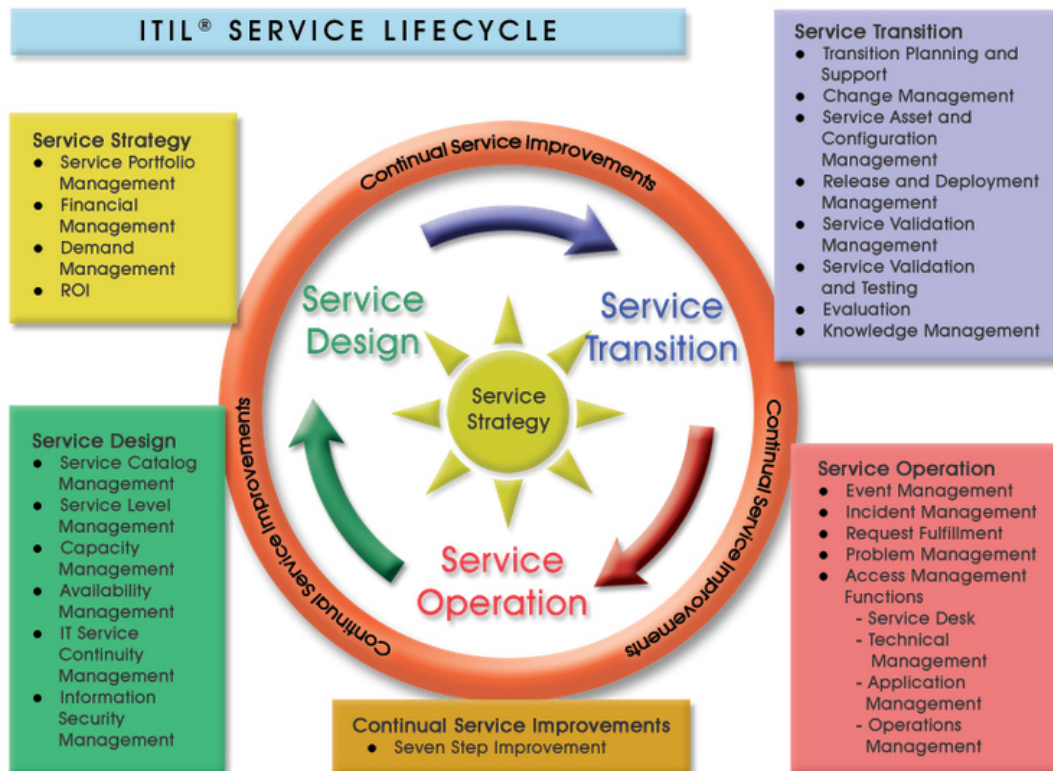 ITIL® SERVICE LIFECYCLE
Service Strategy
● Service Portfolio
Management
● Financial
Management
● Demand
Management
● ROI
Service Design
● Service Catalog
Management
● Service Level
Management
● Capacity
Management
● Availability
Management
● IT Service
Continuity
Management
● Information
Security
Management
Continual Service Improvements
Service
Design
Service
Transition
Service
Strategy
Service
Operation
Continual Service Improvements
Continual Service Improvements
Continual Service Improvements
● Seven Step Improvement
Service Transition
● Transition Planning and
Support
● Change Management
● Service Asset and
Configuration
Management
● Release and Deployment
Management
● Service Validation
Management
● Service Validation
and Testing
● Evaluation
● Knowledge Management
Service Operation
● Event Management
● Incident Management
● Request Fulfillment
● Problem Management
● Access Management
Functions
- Service Desk
- Technical
Management
- Application
Management
- Operations
Management